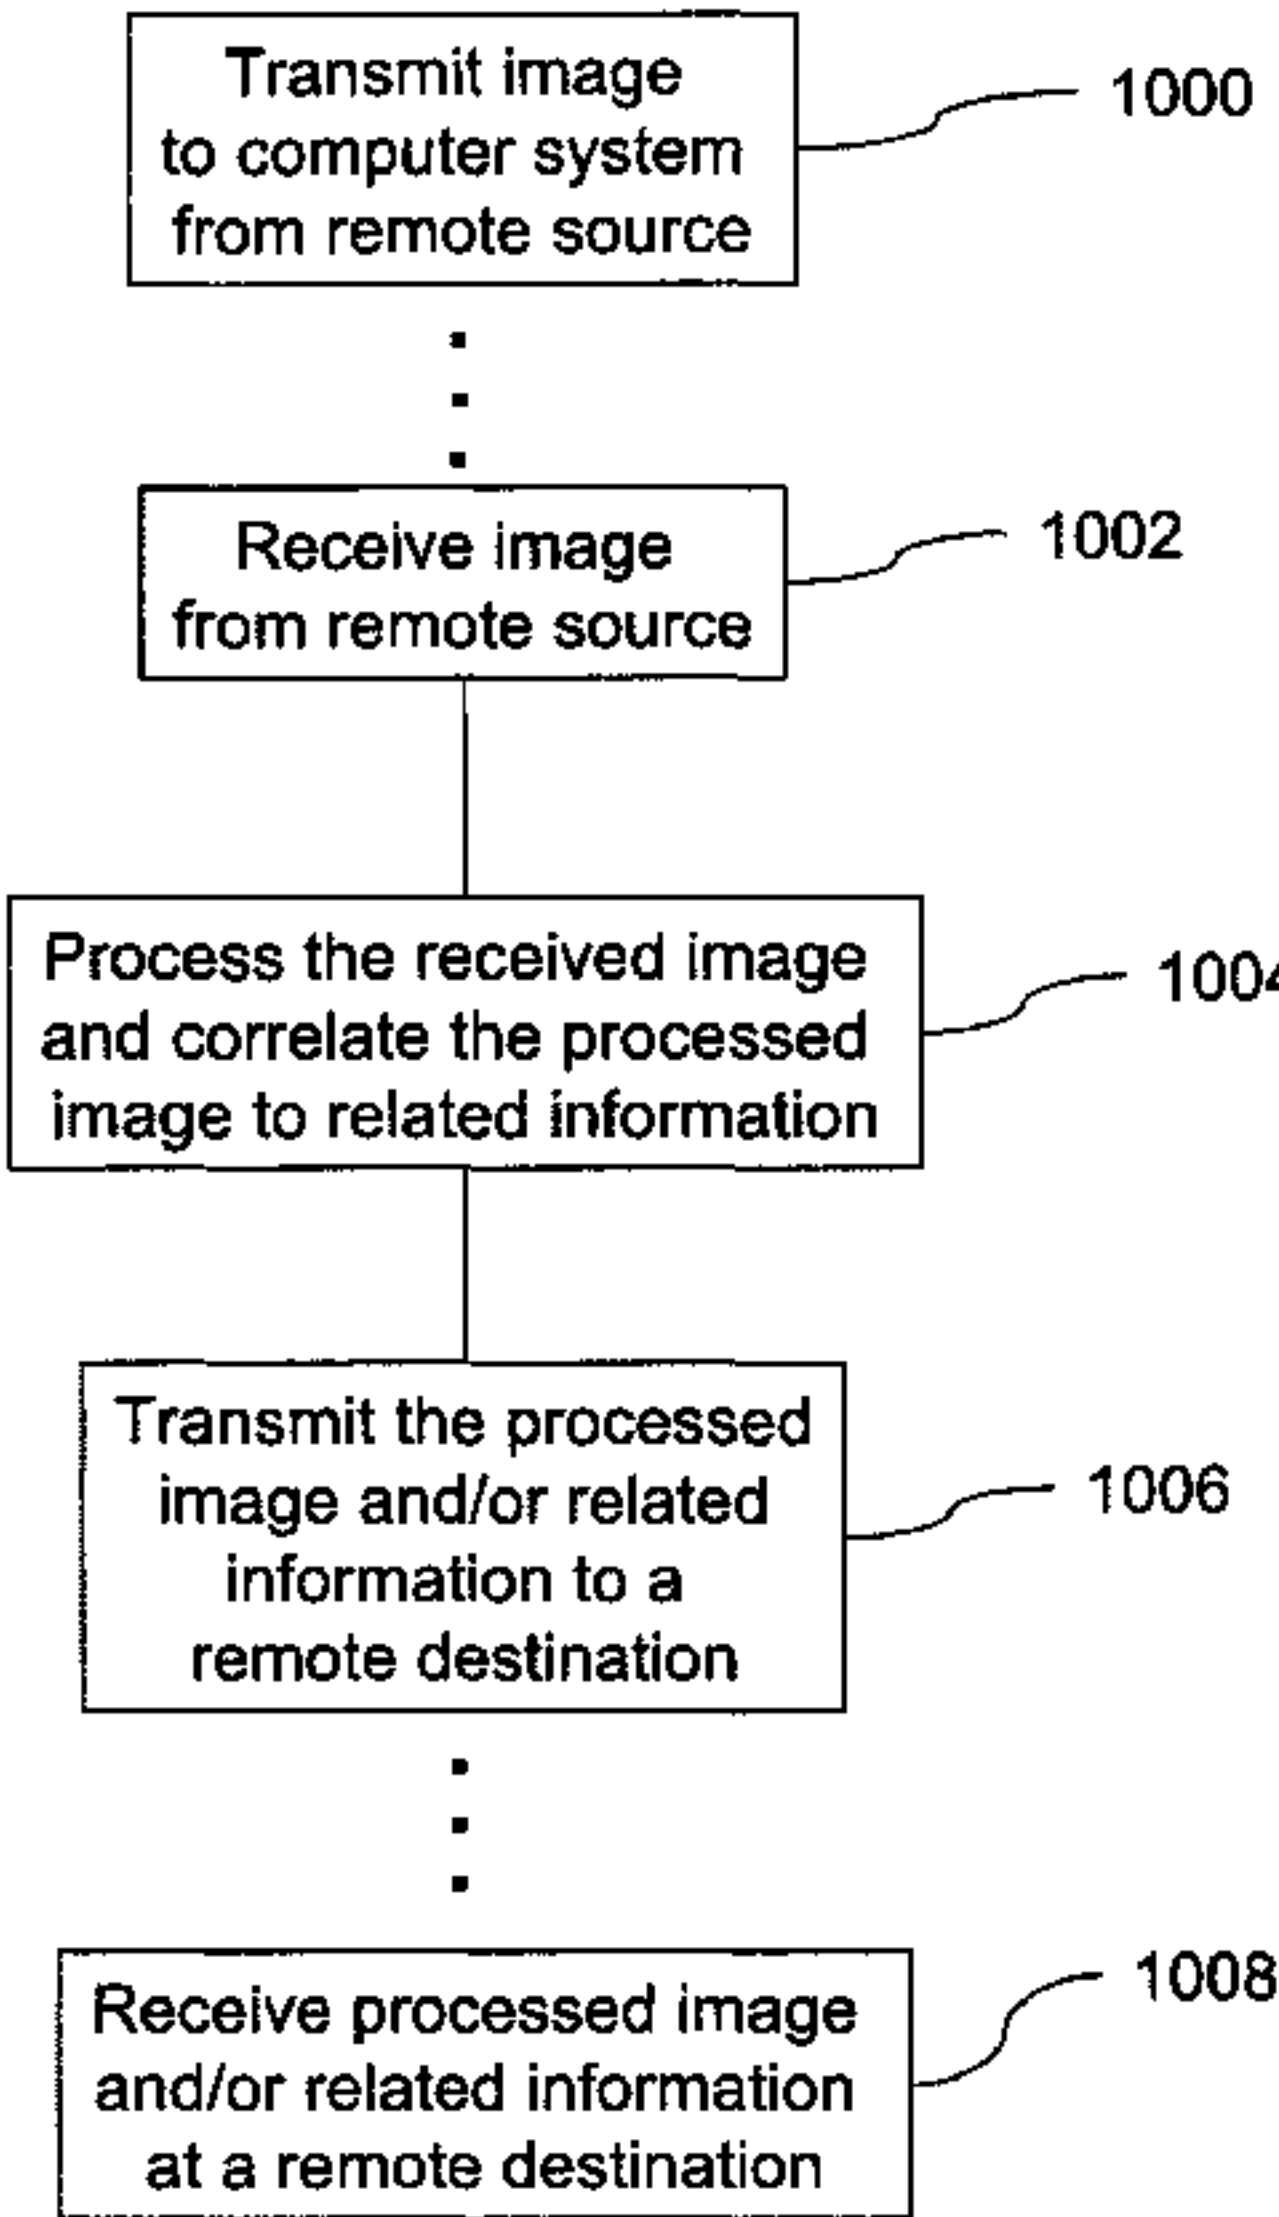 Transmit image
to computer system
from remote source
1000
Receive image
from remote source
1002
Process the received image
and correlate the processed
image to related information
1004
Transmit the processed
image and/or related
information to a
remote destination
1006
Receive processed image
and/or related information
at a remote destination
1008